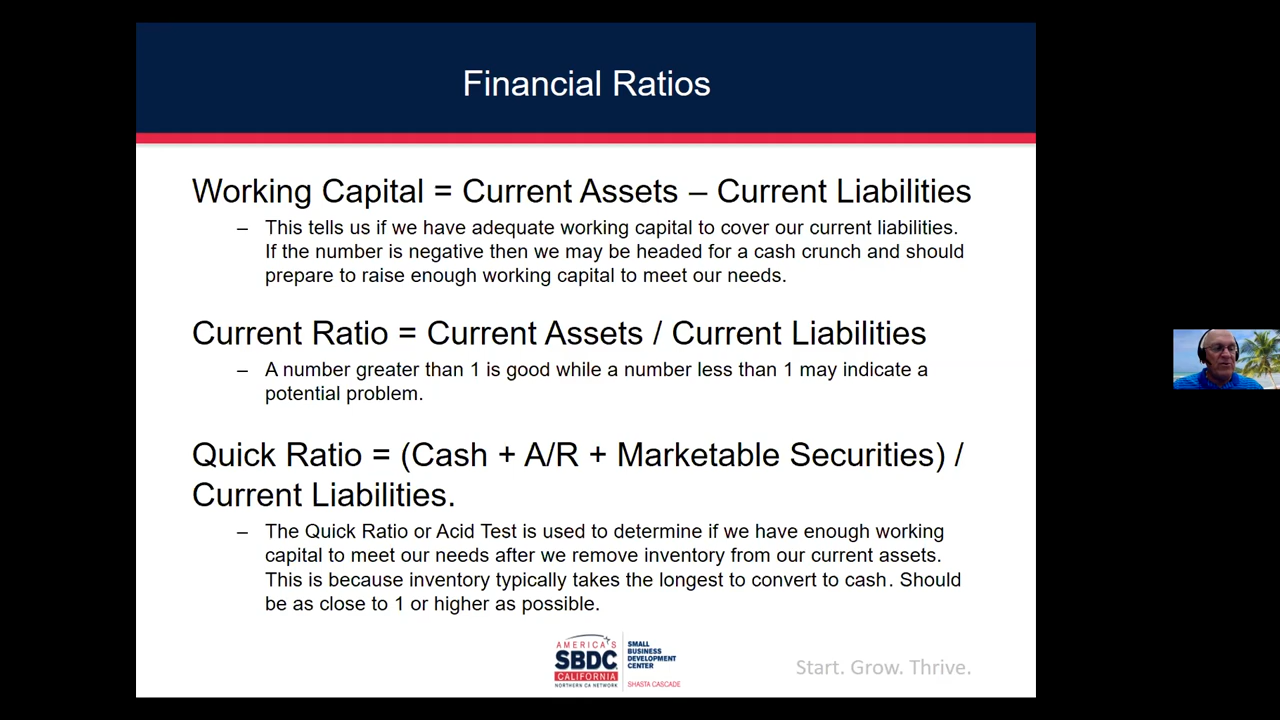 Financial Ratios
Working Capital = Current Assets – Current Liabilities
– This tells us if we have adequate working capital to cover our current liabilities.
If the number is negative then we may be headed for a cash crunch and should
prepare to raise enough working capital to meet our needs.
Current Ratio = Current Assets / Current Liabilities
– A number greater than 1 is good while a number less than 1 may indicate a
potential problem.
Quick Ratio = (Cash + A/R + Marketable Securities) /
Current Liabilities.
– The Quick Ratio or Acid Test is used to determine if we have enough working
capital to meet our needs after we remove inventory from our current assets.
This is because inventory typically takes the longest to convert to cash. Should
be as close to 1 or higher as possible.
AMERICA'S
SBDC
CALIFORNIA
NORTHERN CA NETWORK
SMALL
BUSINESS
DEVELOPMENT
CENTER
SHASTA CASCADE
Start. Grow. Thrive.